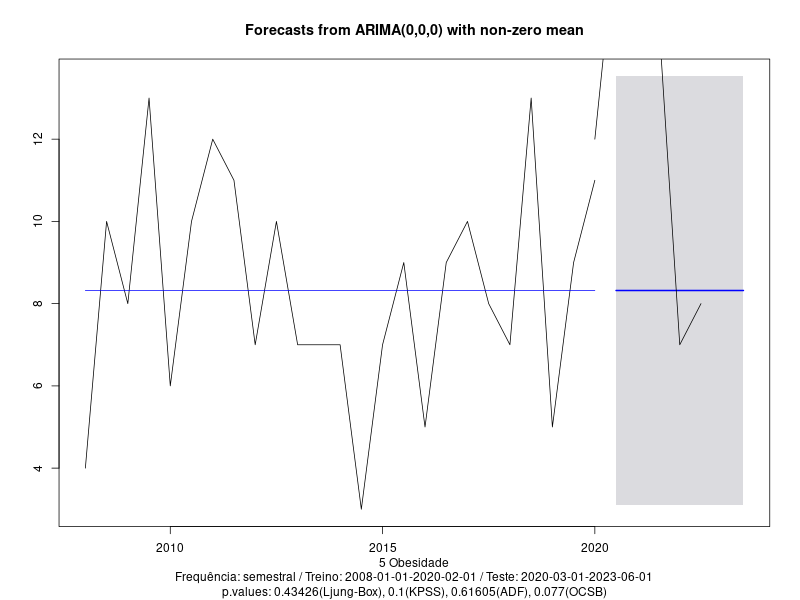 Forecasts from ARIMA(0,0,0) with non-zero mean
12
10
8
6
4
2010 2015 2020
5 Obesidade
Frequência: semestral / Treino: 2008-01-01-2020-02-01 / Teste: 2020-03-01-2023-06-01
p.values: 0.43426(Ljung-Box), 0.1(KPSS), 0.61605(ADF), 0.077(OCSB)